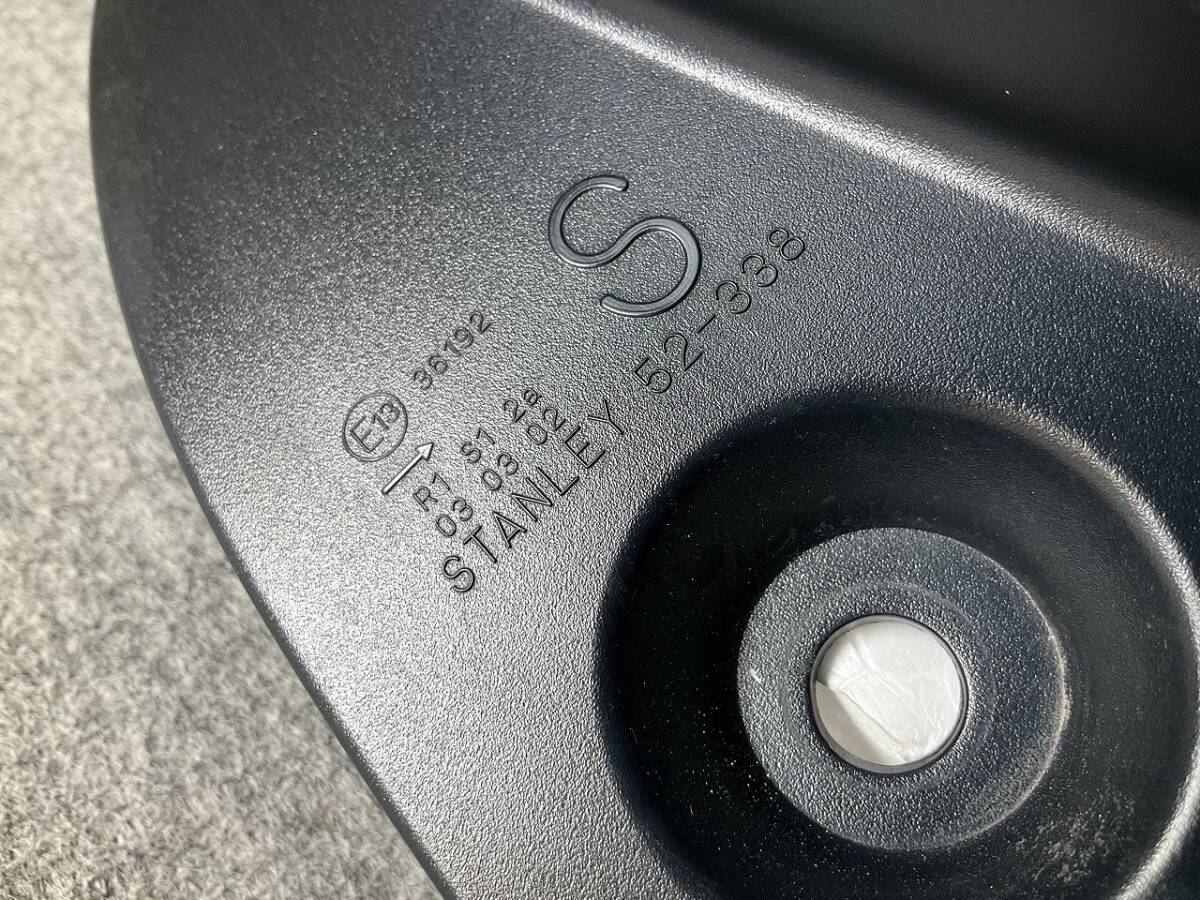 S
E13 36192
→
R1 S1 2a
03 03 02
STANLEY 52-338